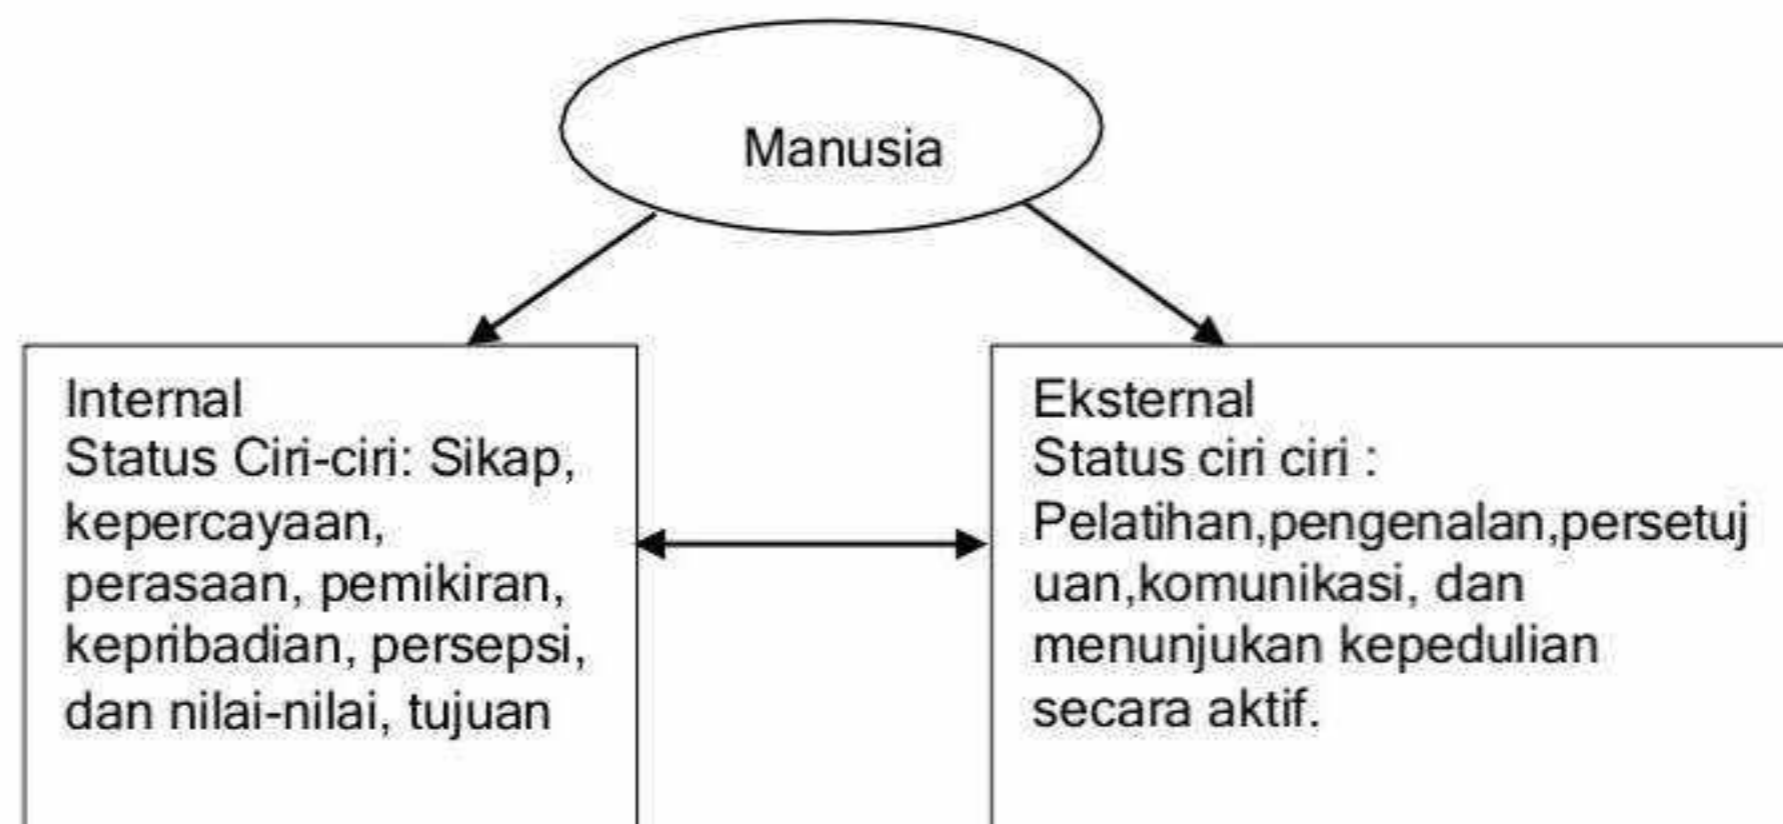 Manusia
Internal
Status Ciri-ciri: Sikap,
kepercayaan,
perasaan, pemikiran,
kepribadian, persepsi,
dan nilai-nilai, tujuan
Eksternal
Status ciri ciri :
Pelatihan,pengenalan,persetuj
uan,komunikasi, dan
menunjukan kepedulian
secara aktif.